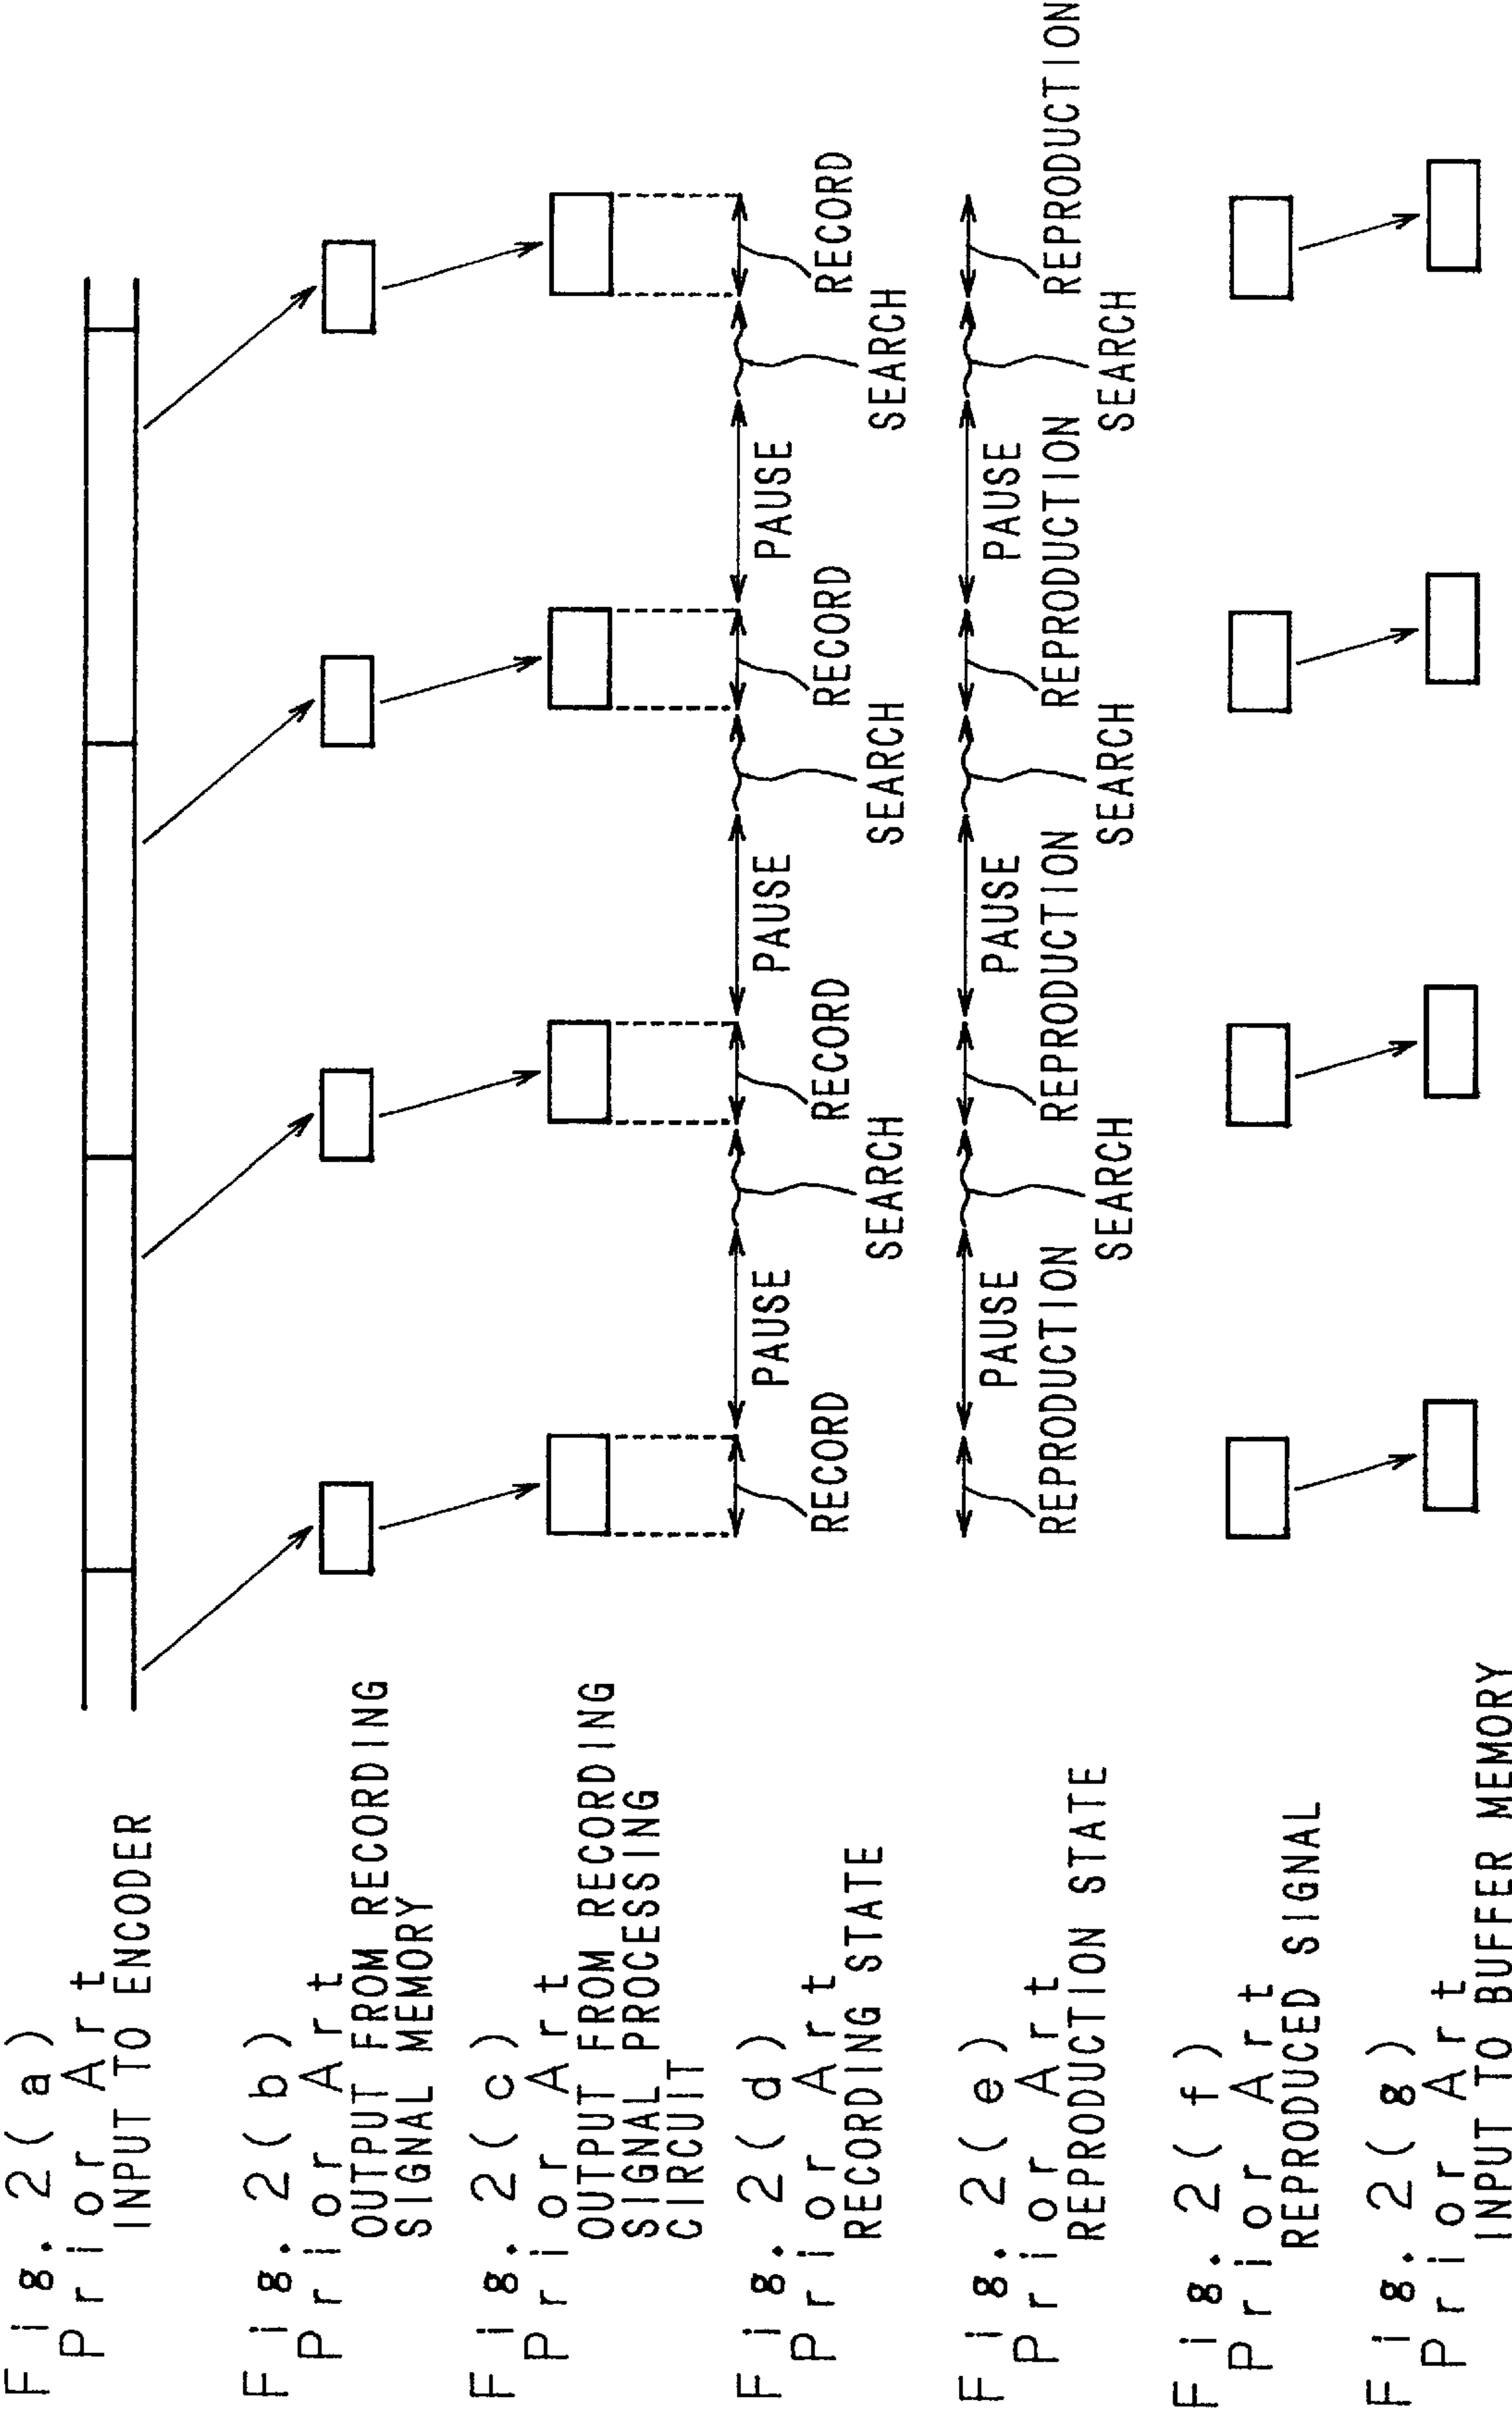 Fig. 2(a)
Prior Art
INPUT TO ENCODER
Fig. 2(b)
Prior Art
OUTPUT FROM RECORDING
SIGNAL MEMORY
Fig. 2(c)
Prior Art
OUTPUT FROM RECORDING
SIGNAL PROCESSING
CIRCUIT
Fig. 2(d)
Prior Art
RECORDING STATE
PAUSE PAUSE PAUSE
RECORD RECORD RECORD RECORD
SEARCH SEARCH SEARCH
Fig. 2(e)
Prior Art
REPRODUCTION STATE
PAUSE PAUSE PAUSE
REPRODUCTION REPRODUCTION REPRODUCTION REPRODUCTION
SEARCH SEARCH SEARCH
Fig. 2(f)
Prior Art
REPRODUCED SIGNAL
Fig. 2(g)
Prior Art
INPUT TO BUFFER MEMORY